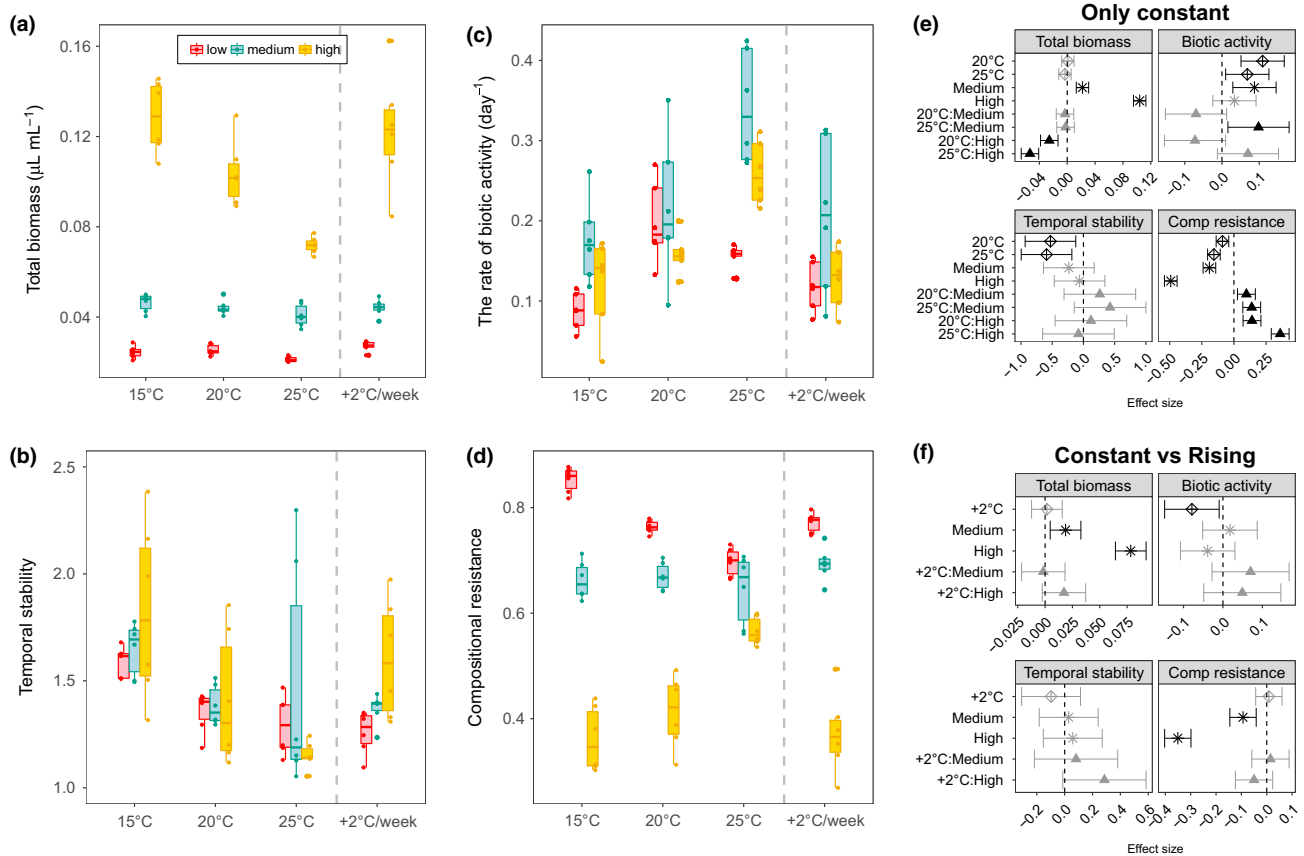 (a)
0.16
0.12
0.08
0.04
Total biomass (μL mL⁻¹)
low medium high
15°C 20°C 25°C +2°C/week
(b)
2.5
2.0
1.5
1.0
Temporal stability
15°C 20°C 25°C +2°C/week
(c)
0.4
0.3
0.2
0.1
The rate of biotic activity (day⁻¹)
15°C 20°C 25°C +2°C/week
(d)
0.8
0.6
0.4
Compositional resistance
15°C 20°C 25°C +2°C/week
(e)
Only constant
Total biomass Biotic activity
20°C
25°C
Medium
High
20°C:Medium
25°C:Medium
20°C:High
25°C:High
−0.04 0.00 0.04 0.08 0.12 −0.1 0.0 0.1
Temporal stability Comp resistance
20°C
25°C
Medium
High
20°C:Medium
25°C:Medium
20°C:High
25°C:High
−1.0 −0.5 0.0 0.5 1.0 −0.50 −0.25 0.00 0.25
Effect size
(f)
Constant vs Rising
Total biomass Biotic activity
+2°C
Medium
High
+2°C:Medium
+2°C:High
−0.025 0.000 0.025 0.050 0.075 −0.1 0.0 0.1
Temporal stability Comp resistance
+2°C
Medium
High
+2°C:Medium
+2°C:High
−0.2 0.0 0.2 0.4 0.6 −0.4 −0.3 −0.2 −0.1 0.0 0.1
Effect size